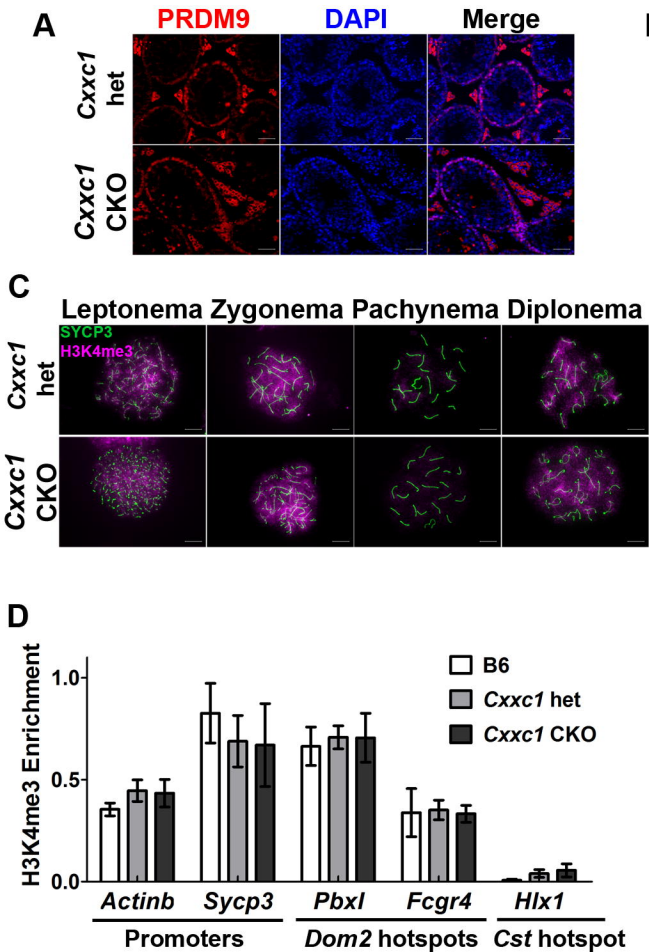 A
PRDM9 DAPI Merge
Cxxc1 het
Cxxc1 CKO
C
Leptonema Zygonema Pachynema Diplonema
SYCP3
H3K4me3
Cxxc1 het
Cxxc1 CKO
D
H3K4me3 Enrichment
1.0
0.5
0.0
B6
Cxxc1 het
Cxxc1 CKO
Actinb Sycp3 Pbxl Fcgr4 Hlx1
Promoters Dom2 hotspots Cst hotspot